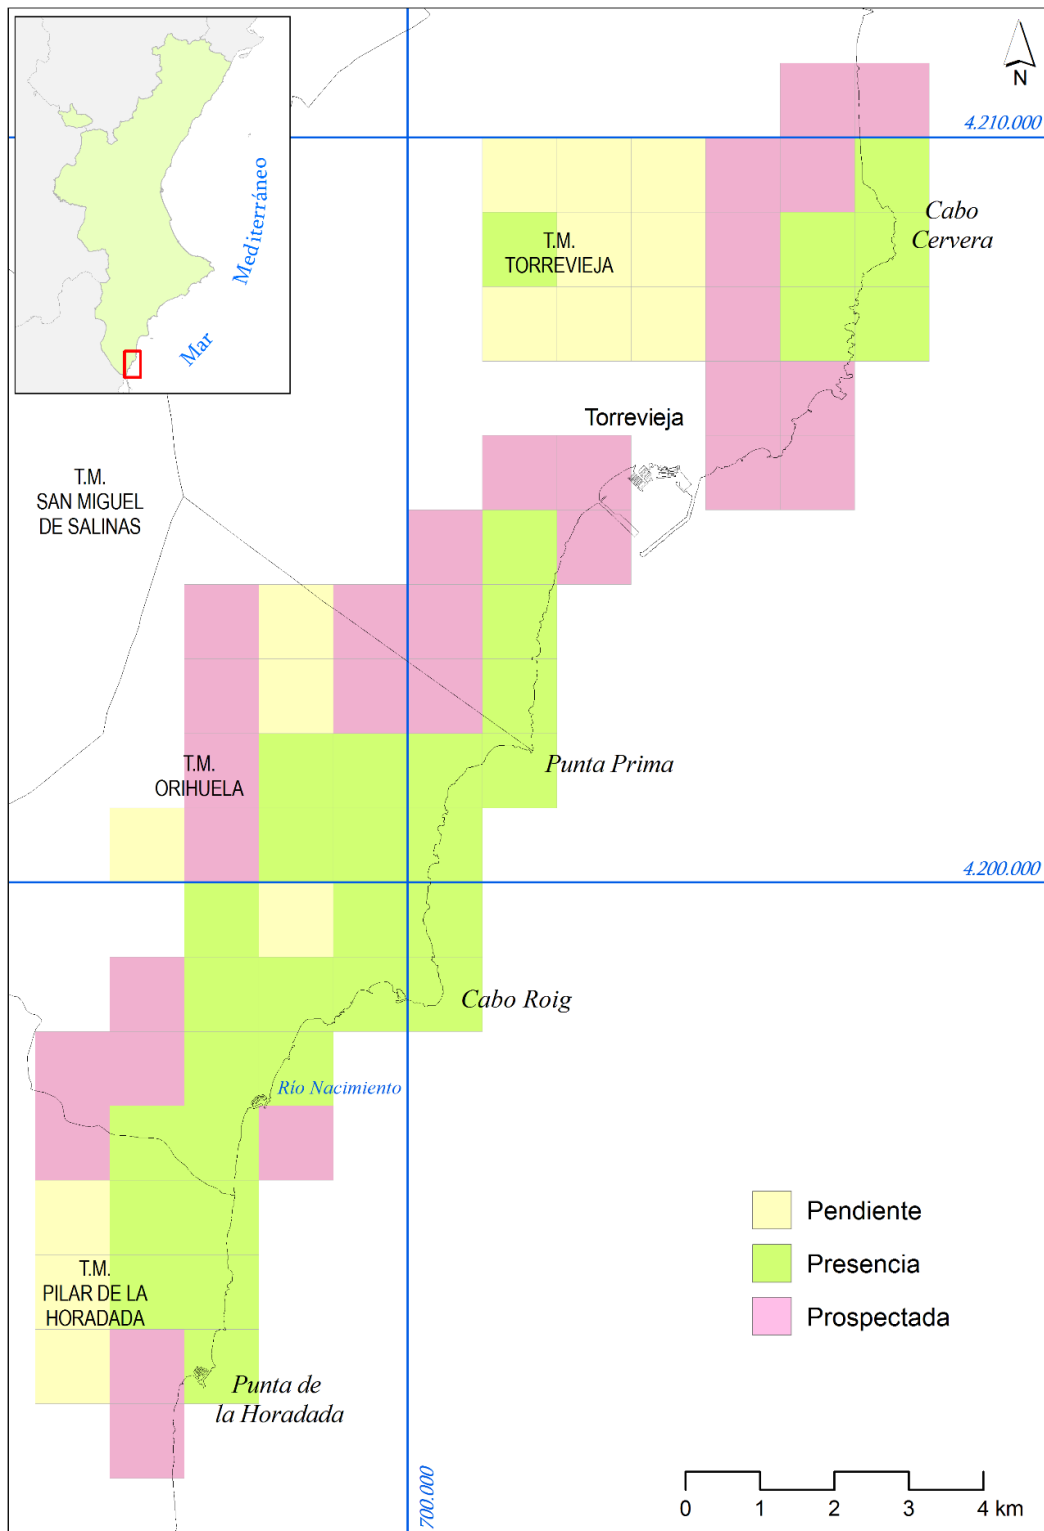 N
4.210.000
Mediterráneo
Mar
Cabo
Cervera
T.M.
TORREVIEJA
Torrevieja
T.M.
SAN MIGUEL
DE SALINAS
Punta Prima
T.M.
ORIHUELA
4.200.000
Cabo Roig
Río Nacimiento
Pendiente
Presencia
Prospectada
T.M.
PILAR DE LA
HORADADA
Punta de
la Horadada
700.000
0 1 2 3 4 km